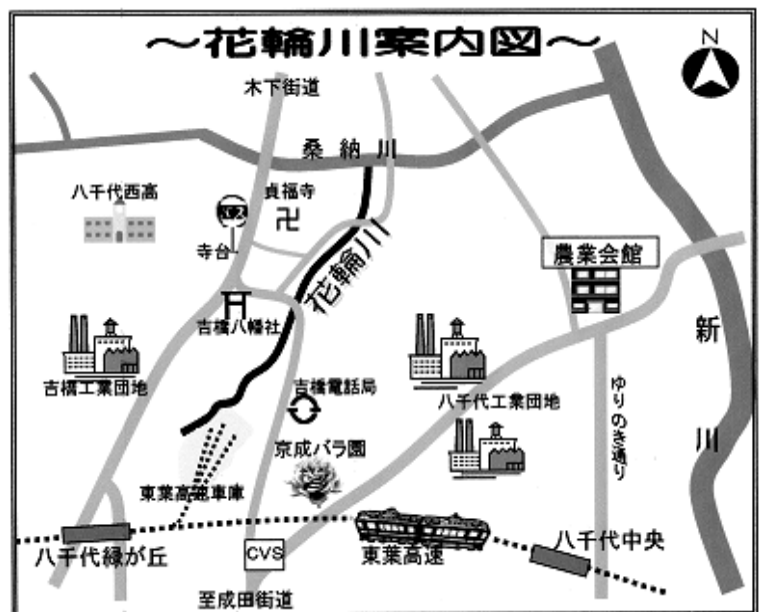 ～花輪川案内図～
N
木下街道
桑納川
八千代西高
貞福寺
バス
寺台
花輪川
農業会館
吉橋八幡社
新川
吉橋工業団地
吉橋電話局
八千代工業団地
ゆりのき通り
京成バラ園
東葉高速車庫
八千代緑が丘
CVS
東葉高速
八千代中央
至成田街道